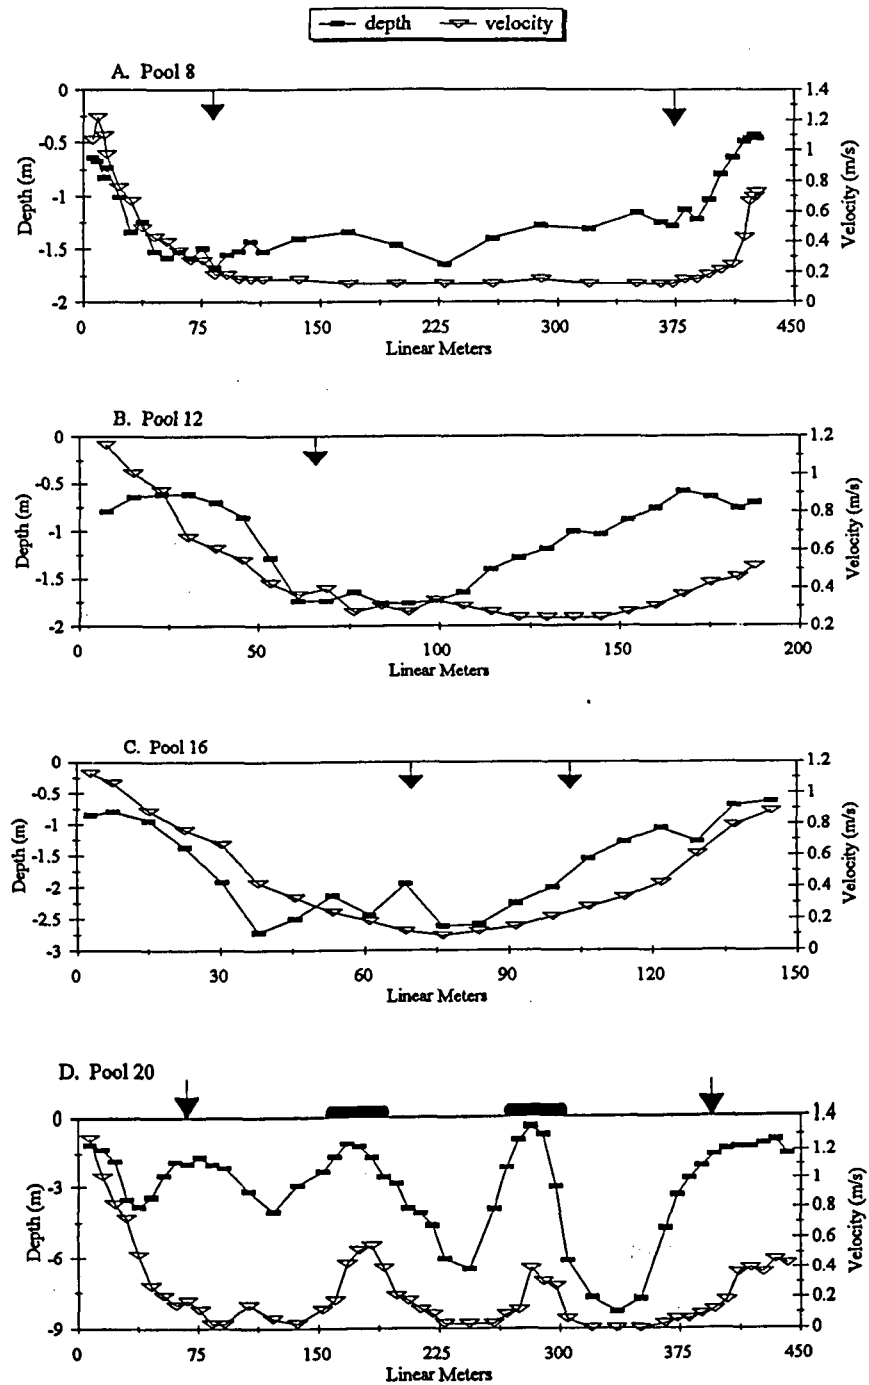 depth velocity
A. Pool 8
0 1.4
1.2
-0.5 1
0.8
-1
0.6
-1.5 0.4
0.2
-2 0
0 75 150 225 300 375 450
Depth (m)
Velocity (m/s)
Linear Meters
B. Pool 12
0 1.2
-0.5 1
0.8
-1
0.6
-1.5 0.4
-2 0.2
0 50 100 150 200
Depth (m)
Velocity (m/s)
Linear Meters
C. Pool 16
0 1.2
-0.5 1
-1 0.8
-1.5 0.6
-2 0.4
-2.5 0.2
-3 0
0 30 60 90 120 150
Depth (m)
Velocity (m/s)
Linear Meters
D. Pool 20
0 1.4
1.2
-3 1
0.8
0.6
-6 0.4
0.2
-9 0
0 75 150 225 300 375 450
Depth (m)
Velocity (m/s)
Linear Meters